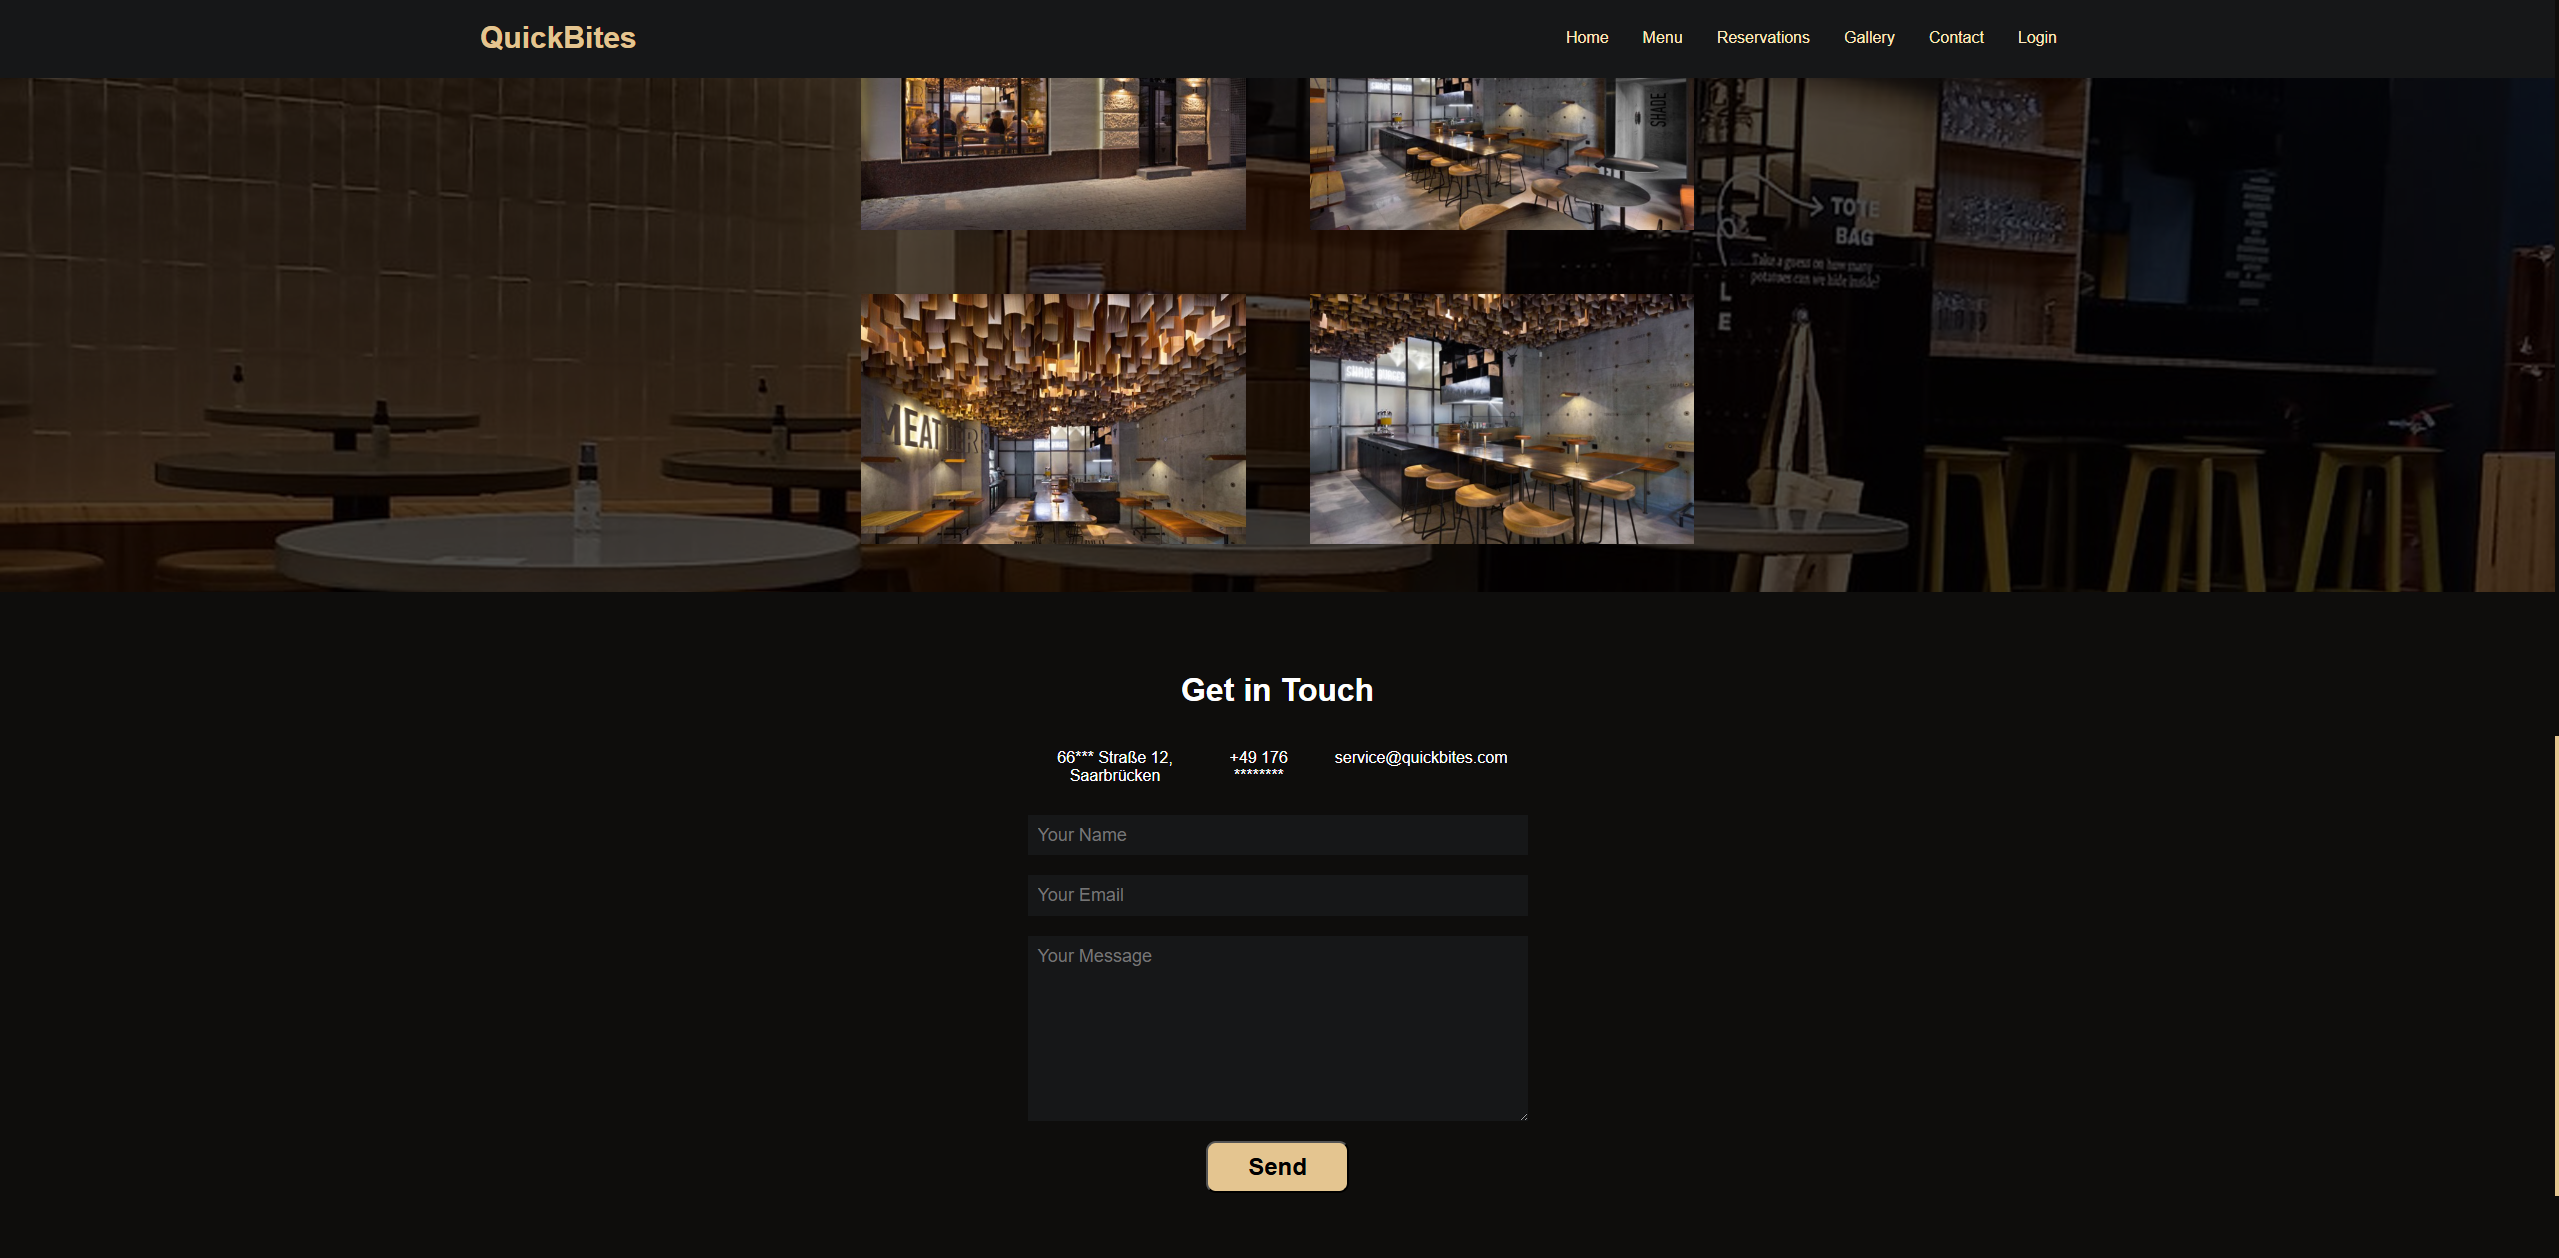 QuickBites
Home Menu Reservations Gallery Contact Login
SHADE
TOTE
BAG
Take a guess on how many
potatoes can we hide inside?
L
E
MEAT
SHADE BURGER
Get in Touch
66*** Straße 12,
Saarbrücken
+49 176
********
service@quickbites.com
Your Name
Your Email
Your Message
Send